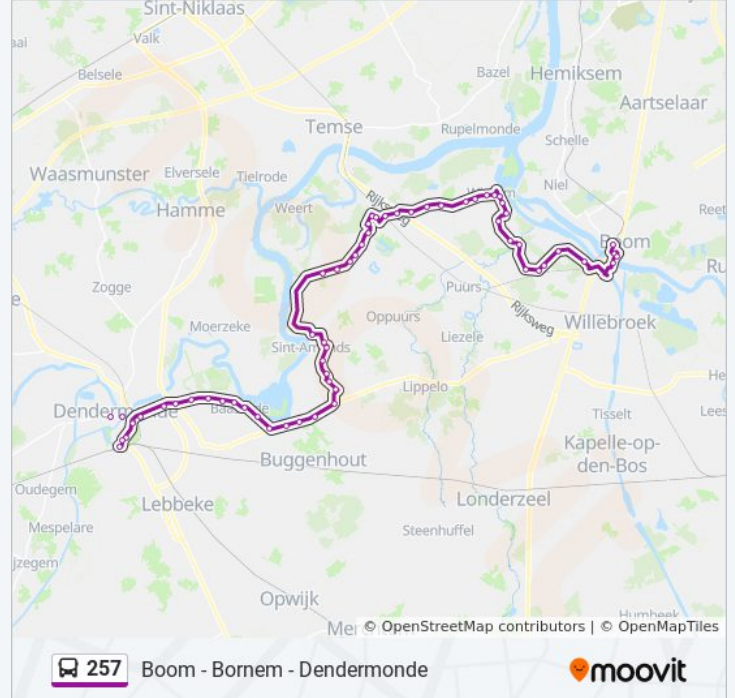 Sint-Niklaas
Valk
Belsele
Bazel
Hemiksem
Aartselaar
Temse
Rupelmonde
Schelle
Waasmunster
Elversele
Tielrode
Niel
Hamme
Weert
Rijksweg
Reet
Boom
Zogge
Puurs
Oppuurs
Rijksweg
Moerzeke
Liezele
Willebroek
Sint-Amands
Lippelo
Dendermonde
Tisselt
Buggenhout
Kapelle-op-
den-Bos
Oudegem
Lebbeke
Londerzeel
Mespelare
Steenhuffel
Opwijk
Humbeek
© OpenStreetMap contributors | © OpenMapTiles
257
Boom - Bornem - Dendermonde
moovit